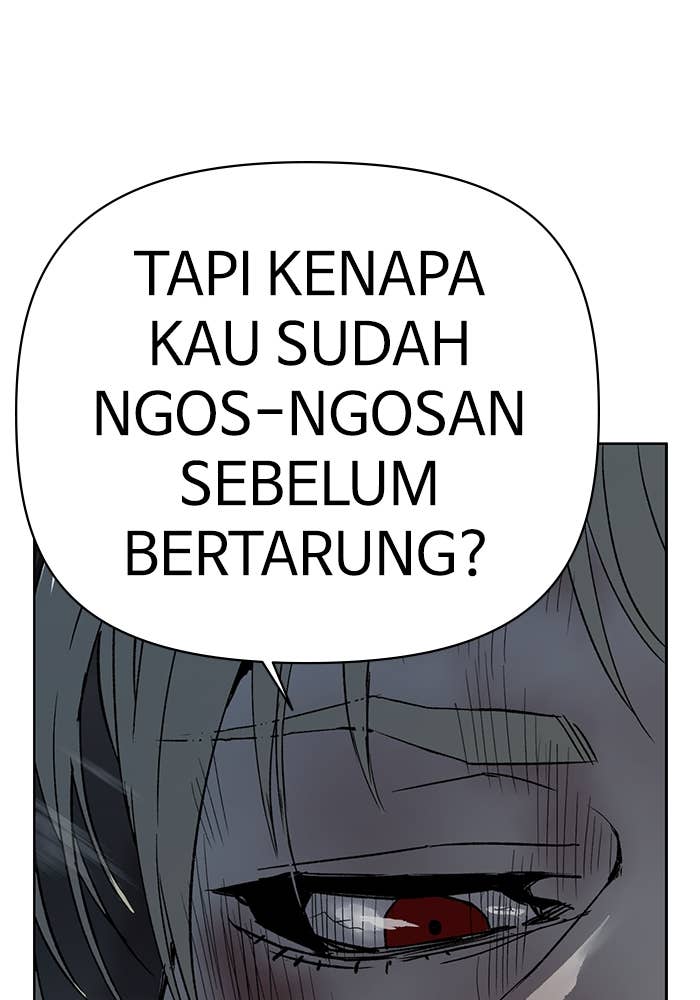 TAPI KENAPA
KAU SUDAH
NGOS-NGOSAN
SEBELUM
BERTARUNG?